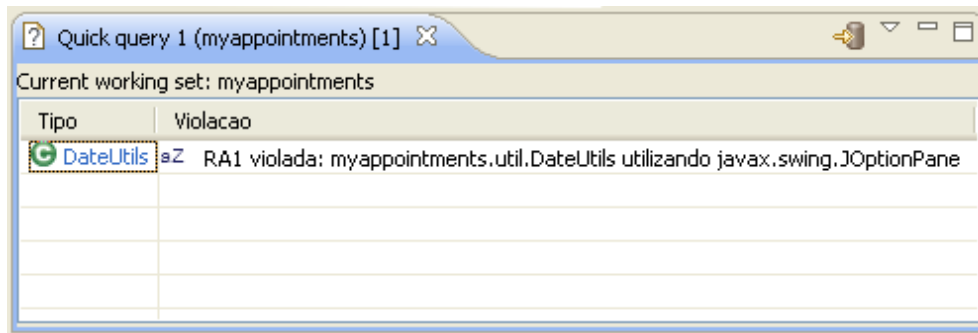 Quick query 1 (myappointments) [1]
Current working set: myappointments
Tipo Violacao
DateUtils aZ RA1 violada: myappointments.util.DateUtils utilizando javax.swing.JOptionPane